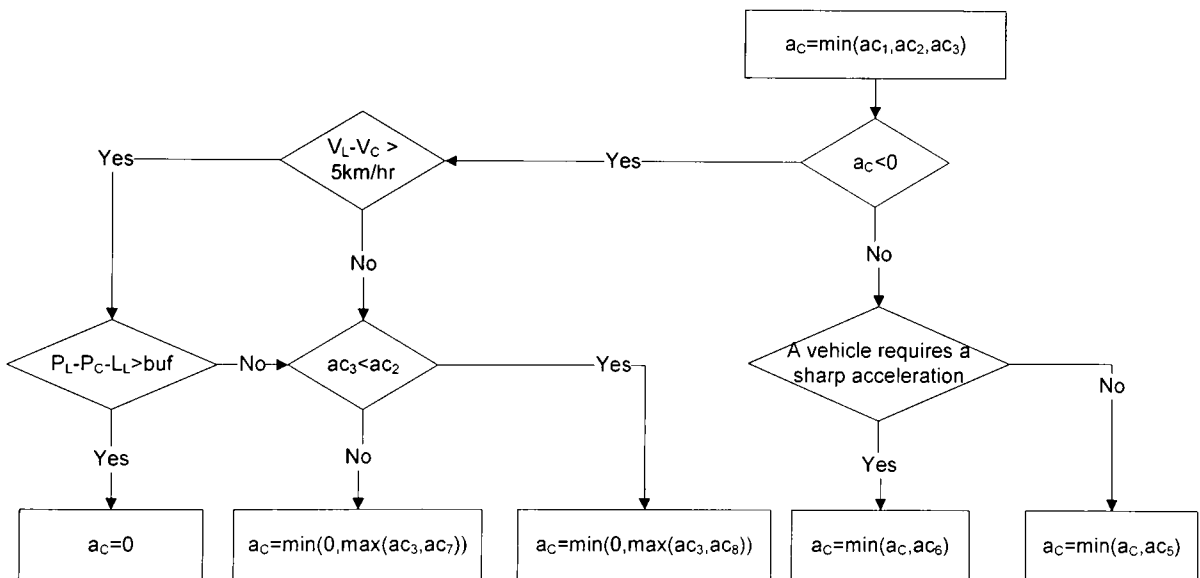 a_C=min(ac_1,ac_2,ac_3)
V_L-V_C >
5km/hr
Yes
Yes
a_C<0
No
No
P_L-P_C-L_L>buf
No
ac_3<ac_2
Yes
A vehicle requires a
sharp acceleration
No
Yes
No
Yes
a_C=0
a_C=min(0,max(ac_3,ac_7))
a_C=min(0,max(ac_3,ac_8))
a_C=min(a_C,ac_6)
a_C=min(a_C,ac_5)